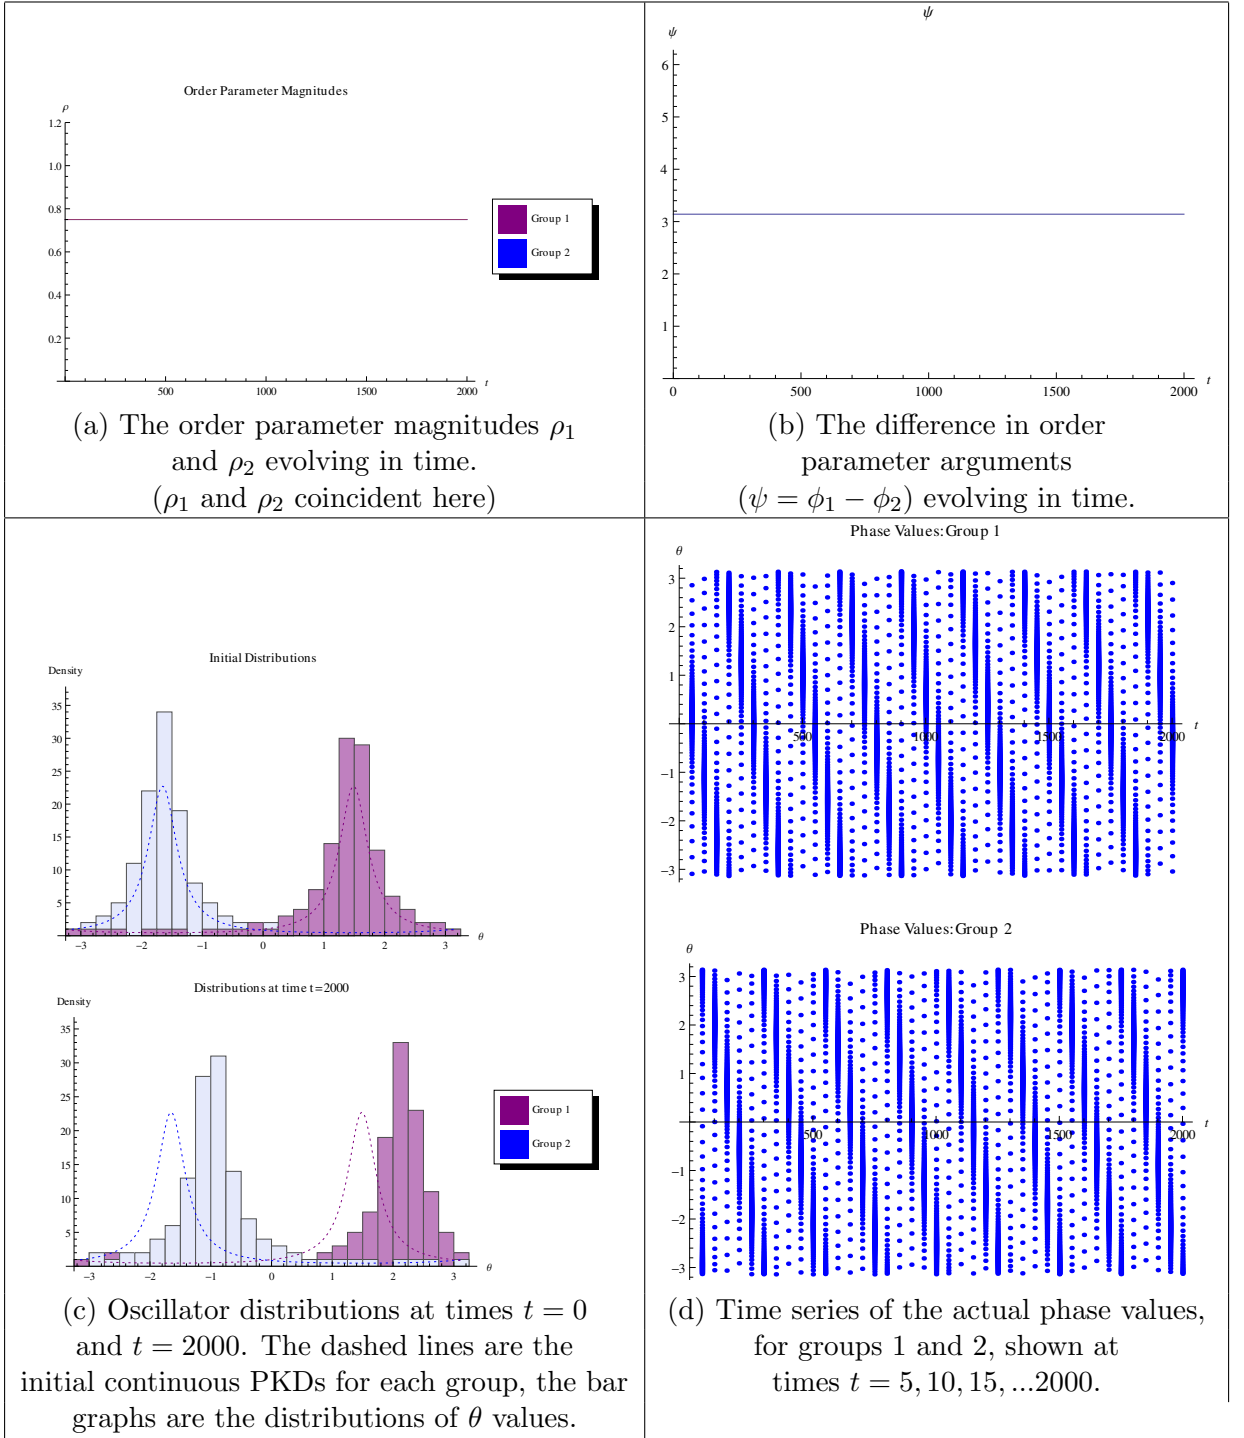 Order Parameter Magnitudes
ρ
1.2
1.0
0.8
0.6
0.4
0.2
500 1000 1500 2000 t
Group 1
Group 2
(a) The order parameter magnitudes ρ₁
and ρ₂ evolving in time.
(ρ₁ and ρ₂ coincident here)
ψ
ψ
6
5
4
3
2
1
0 500 1000 1500 2000 t
(b) The difference in order
parameter arguments
(ψ = ϕ₁ − ϕ₂) evolving in time.
Initial Distributions
Density
35
30
25
20
15
10
5
−3 −2 −1 0 1 2 3 θ
Distributions at time t=2000
Density
35
30
25
20
15
10
5
−3 −2 −1 0 1 2 3 θ
Group 1
Group 2
(c) Oscillator distributions at times t = 0
and t = 2000. The dashed lines are the
initial continuous PKDs for each group, the bar
graphs are the distributions of θ values.
Phase Values: Group 1
θ
3
2
1
500 1000 1500 2000 t
−1
−2
−3
Phase Values: Group 2
θ
3
2
1
500 1000 1500 2000 t
−1
−2
−3
(d) Time series of the actual phase values,
for groups 1 and 2, shown at
times t = 5, 10, 15, ...2000.